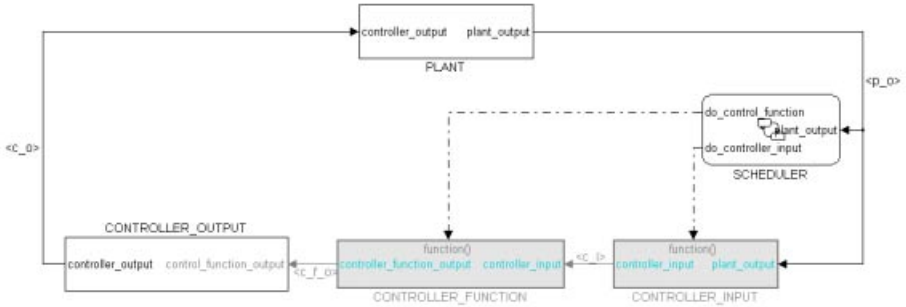 controller_output plant_output
PLANT
<p_o>
do_control_function
plant_output
do_controller_input
SCHEDULER
<c_o>
CONTROLLER_OUTPUT
controller_output control_function_output
<c_f_o>
function()
controller_function_output controller_input
CONTROLLER_FUNCTION
<c_i>
function()
controller_input plant_output
CONTROLLER_INPUT